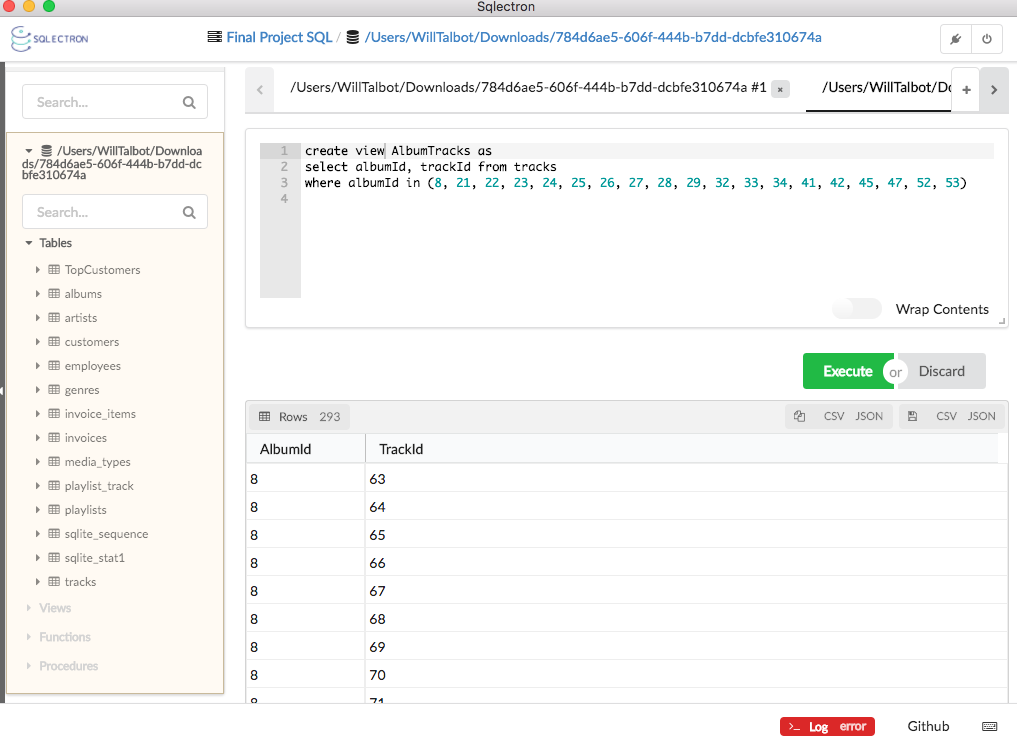 Sqlectron
SQLECTRON
Final Project SQL / /Users/WillTalbot/Downloads/784d6ae5-606f-444b-b7dd-dcbfe310674a
Search...
/Users/WillTalbot/Downloa
ds/784d6ae5-606f-444b-b7dd-dc
bfe310674a
Search...
Tables
TopCustomers
albums
artists
customers
employees
genres
invoice_items
invoices
media_types
playlist_track
playlists
sqlite_sequence
sqlite_stat1
tracks
Views
Functions
Procedures
/Users/WillTalbot/Downloads/784d6ae5-606f-444b-b7dd-dcbfe310674a #1 ×
/Users/WillTalbot/Do
+
1 create view AlbumTracks as
2 select albumId, trackId from tracks
3 where albumId in (8, 21, 22, 23, 24, 25, 26, 27, 28, 29, 32, 33, 34, 41, 42, 45, 47, 52, 53)
4
Wrap Contents
Execute or Discard
Rows 293 CSV JSON CSV JSON
AlbumId TrackId
8 63
8 64
8 65
8 66
8 67
8 68
8 69
8 70
8 71
>_ Log error Github